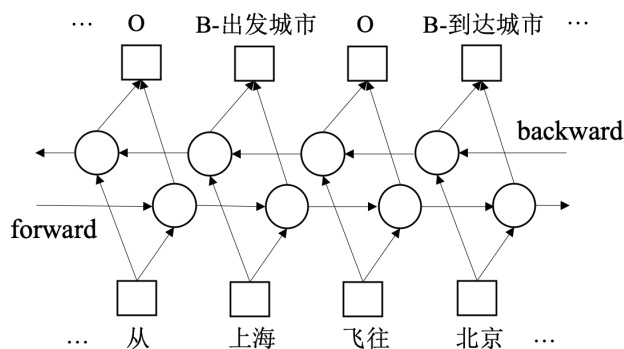 … O B-出发城市 O B-到达城市 …
backward
forward
… 从 上海 飞往 北京 …